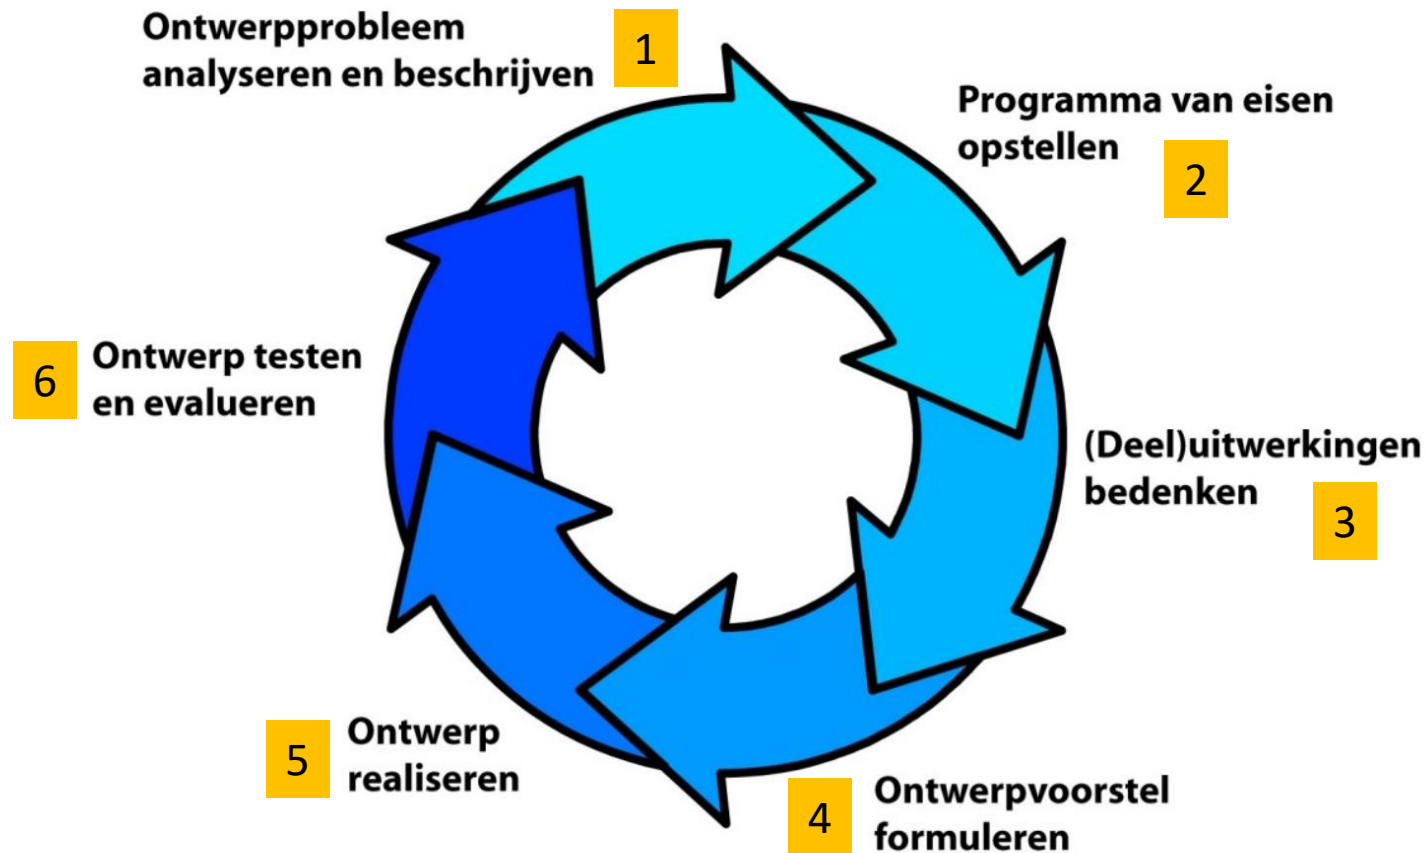 Ontwerpprobleem
analyseren en beschrijven
1
Programma van eisen
opstellen
2
(Deel)uitwerkingen
bedenken
3
Ontwerpvoorstel
formuleren
4
Ontwerp
realiseren
5
Ontwerp testen
en evalueren
6